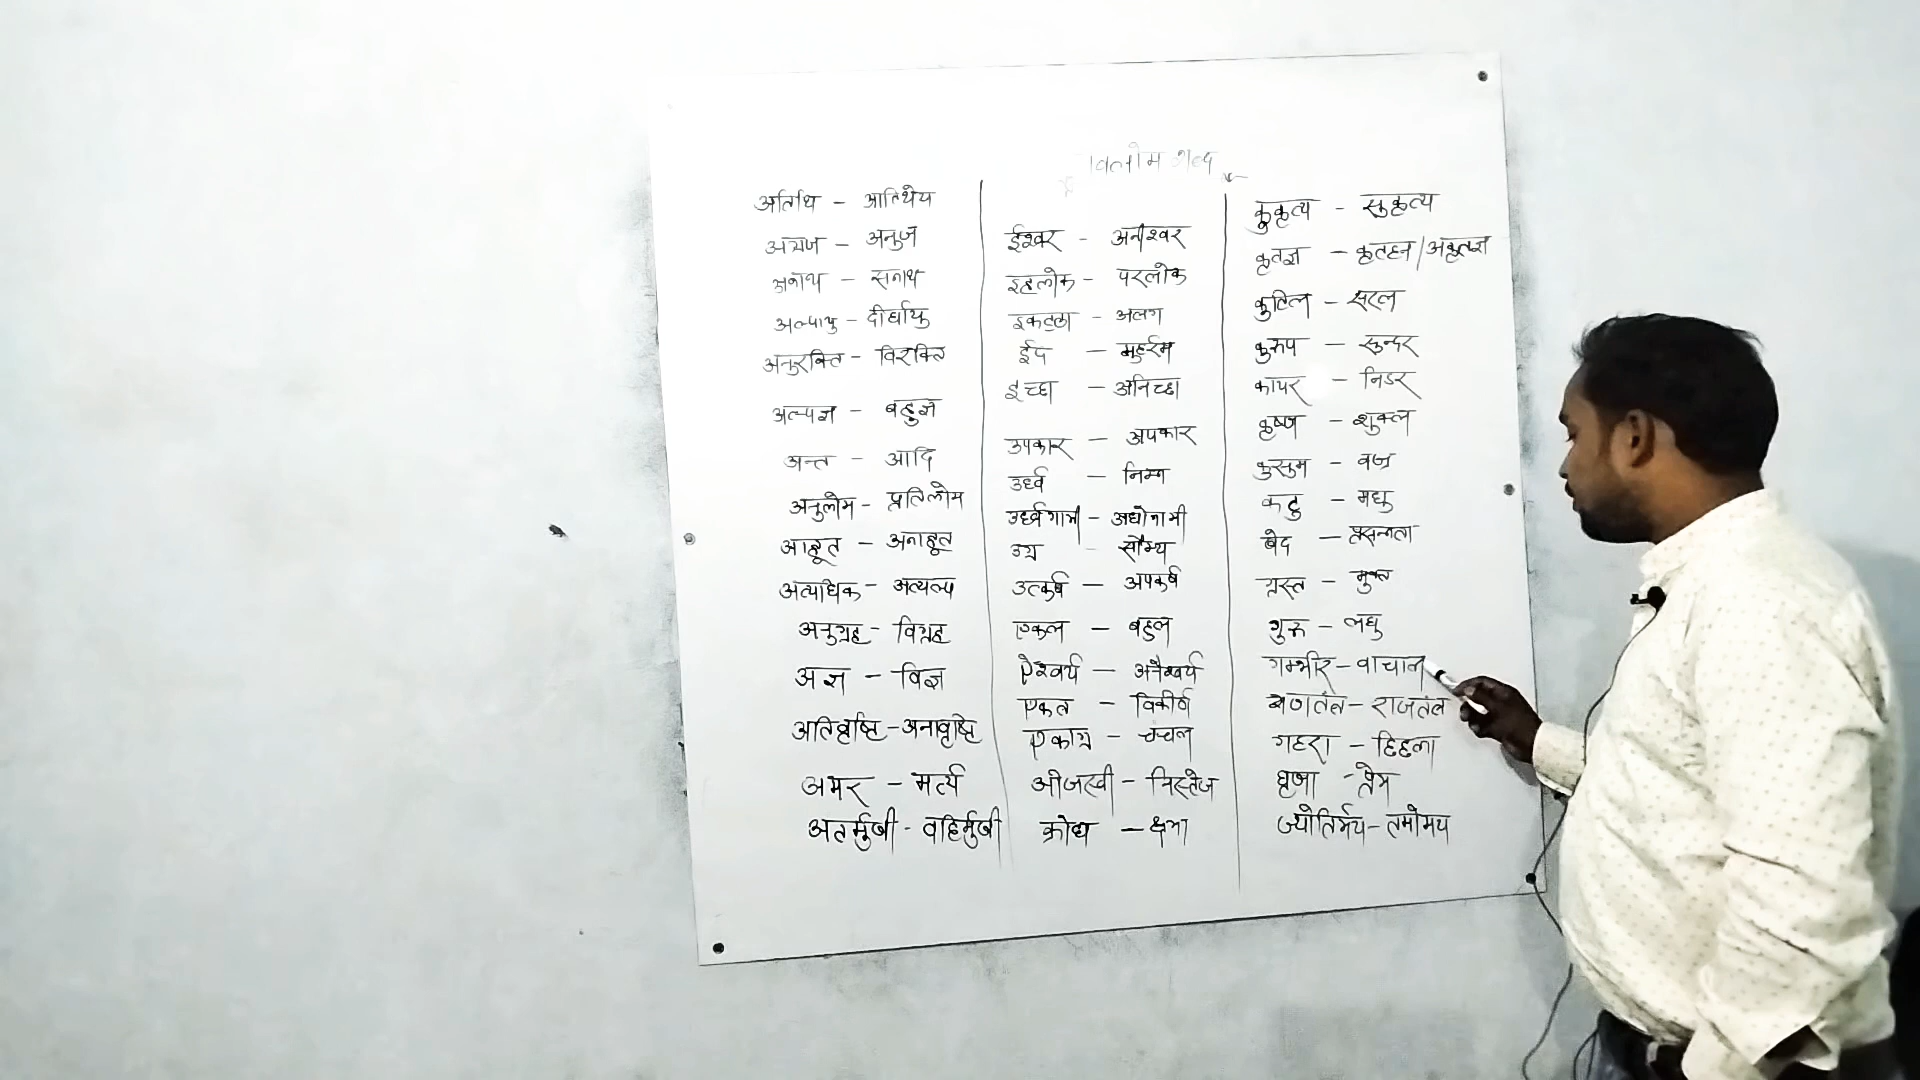 विलोम शब्द
अतिथि - आतिथेय
अग्रज - अनुज
अनाथ - सनाथ
अल्पायु - दीर्घायु
अनुरक्ति - विरक्ति
अल्पज्ञ - बहुज्ञ
अन्त - आदि
अनुलोम - प्रतिलोम
आहूत - अनाहूत
अत्याधिक - अत्यल्प
अनुग्रह - विग्रह
अज्ञ - विज्ञ
अतिवृष्टि - अनावृष्टि
अमर - मर्त्य
अतर्मुखी - वहिर्मुखी
ईश्वर - अनीश्वर
इहलोक - परलोक
इकट्ठा - अलग
ईद - मुहर्रम
इच्छा - अनिच्छा
उपकार - अपकार
उर्ध्व - निम्न
उर्ध्वगामी - अधोगामी
उग्र - सौम्य
उत्कर्ष - अपकर्ष
एकल - बहुल
ऐश्वर्य - अनैश्वर्य
एकत्र - विकीर्ण
एकाग्र - चंचल
ओजस्वी - निस्तेज
क्रोध - क्षमा
कुकृत्य - सुकृत्य
कृतज्ञ - कृतघ्न/अकृतज्ञ
कुटिल - सरल
कुरूप - सुन्दर
कायर - निडर
कृष्ण - शुक्ल
कुसुम - वज्र
कटु - मधु
खेद - प्रसन्नता
ग्रस्त - मुक्त
गुरू - लघु
गम्भीर - वाचाल
गणतंत्र - राजतंत्र
गहरा - छिछला
घृणा - प्रेम
ज्योतिर्मय - तमोमय